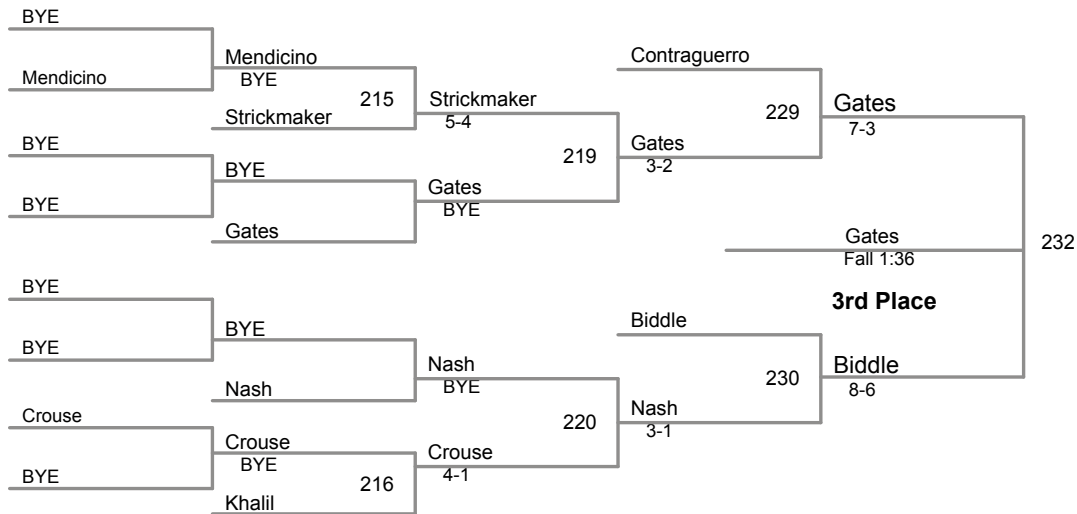 BYE
Mendicino
BYE
BYE
BYE
BYE
Crouse
BYE
Mendicino
BYE
Strickmaker
BYE
Gates
BYE
Nash
Crouse
BYE
Khalil
215
216
Strickmaker
5-4
Gates
BYE
Nash
BYE
Crouse
4-1
219
220
Contraguerro
Gates
3-2
Biddle
Nash
3-1
229
230
Gates
7-3
Gates
Fall 1:36
3rd Place
Biddle
8-6
232